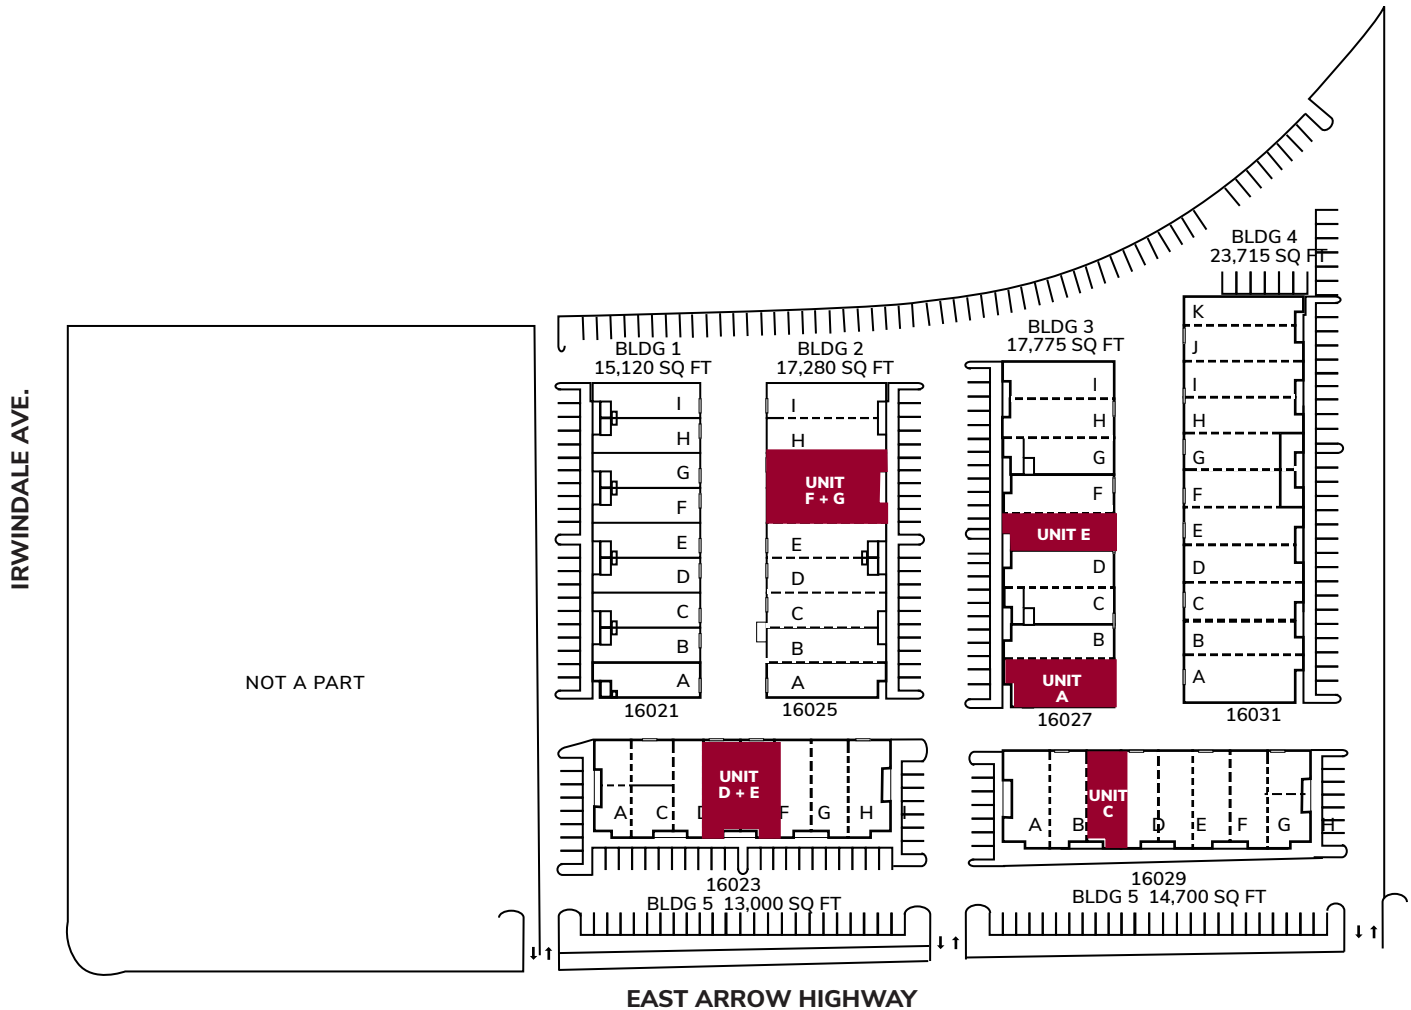 IRWINDALE AVE.
NOT A PART
BLDG 1
15,120 SQ FT
I
H
G
F
E
D
C
B
A
16021
BLDG 2
17,280 SQ FT
I
H
UNIT
F + G
E
D
C
B
A
16025
BLDG 3
17,775 SQ FT
I
H
G
F
UNIT E
D
C
B
UNIT
A
16027
BLDG 4
23,715 SQ FT
K
J
I
H
G
F
E
D
C
B
A
16031
UNIT
D + E
A C F G H
16023
BLDG 5 13,000 SQ FT
UNIT
C
A B D E F G H
16029
BLDG 5 14,700 SQ FT
EAST ARROW HIGHWAY